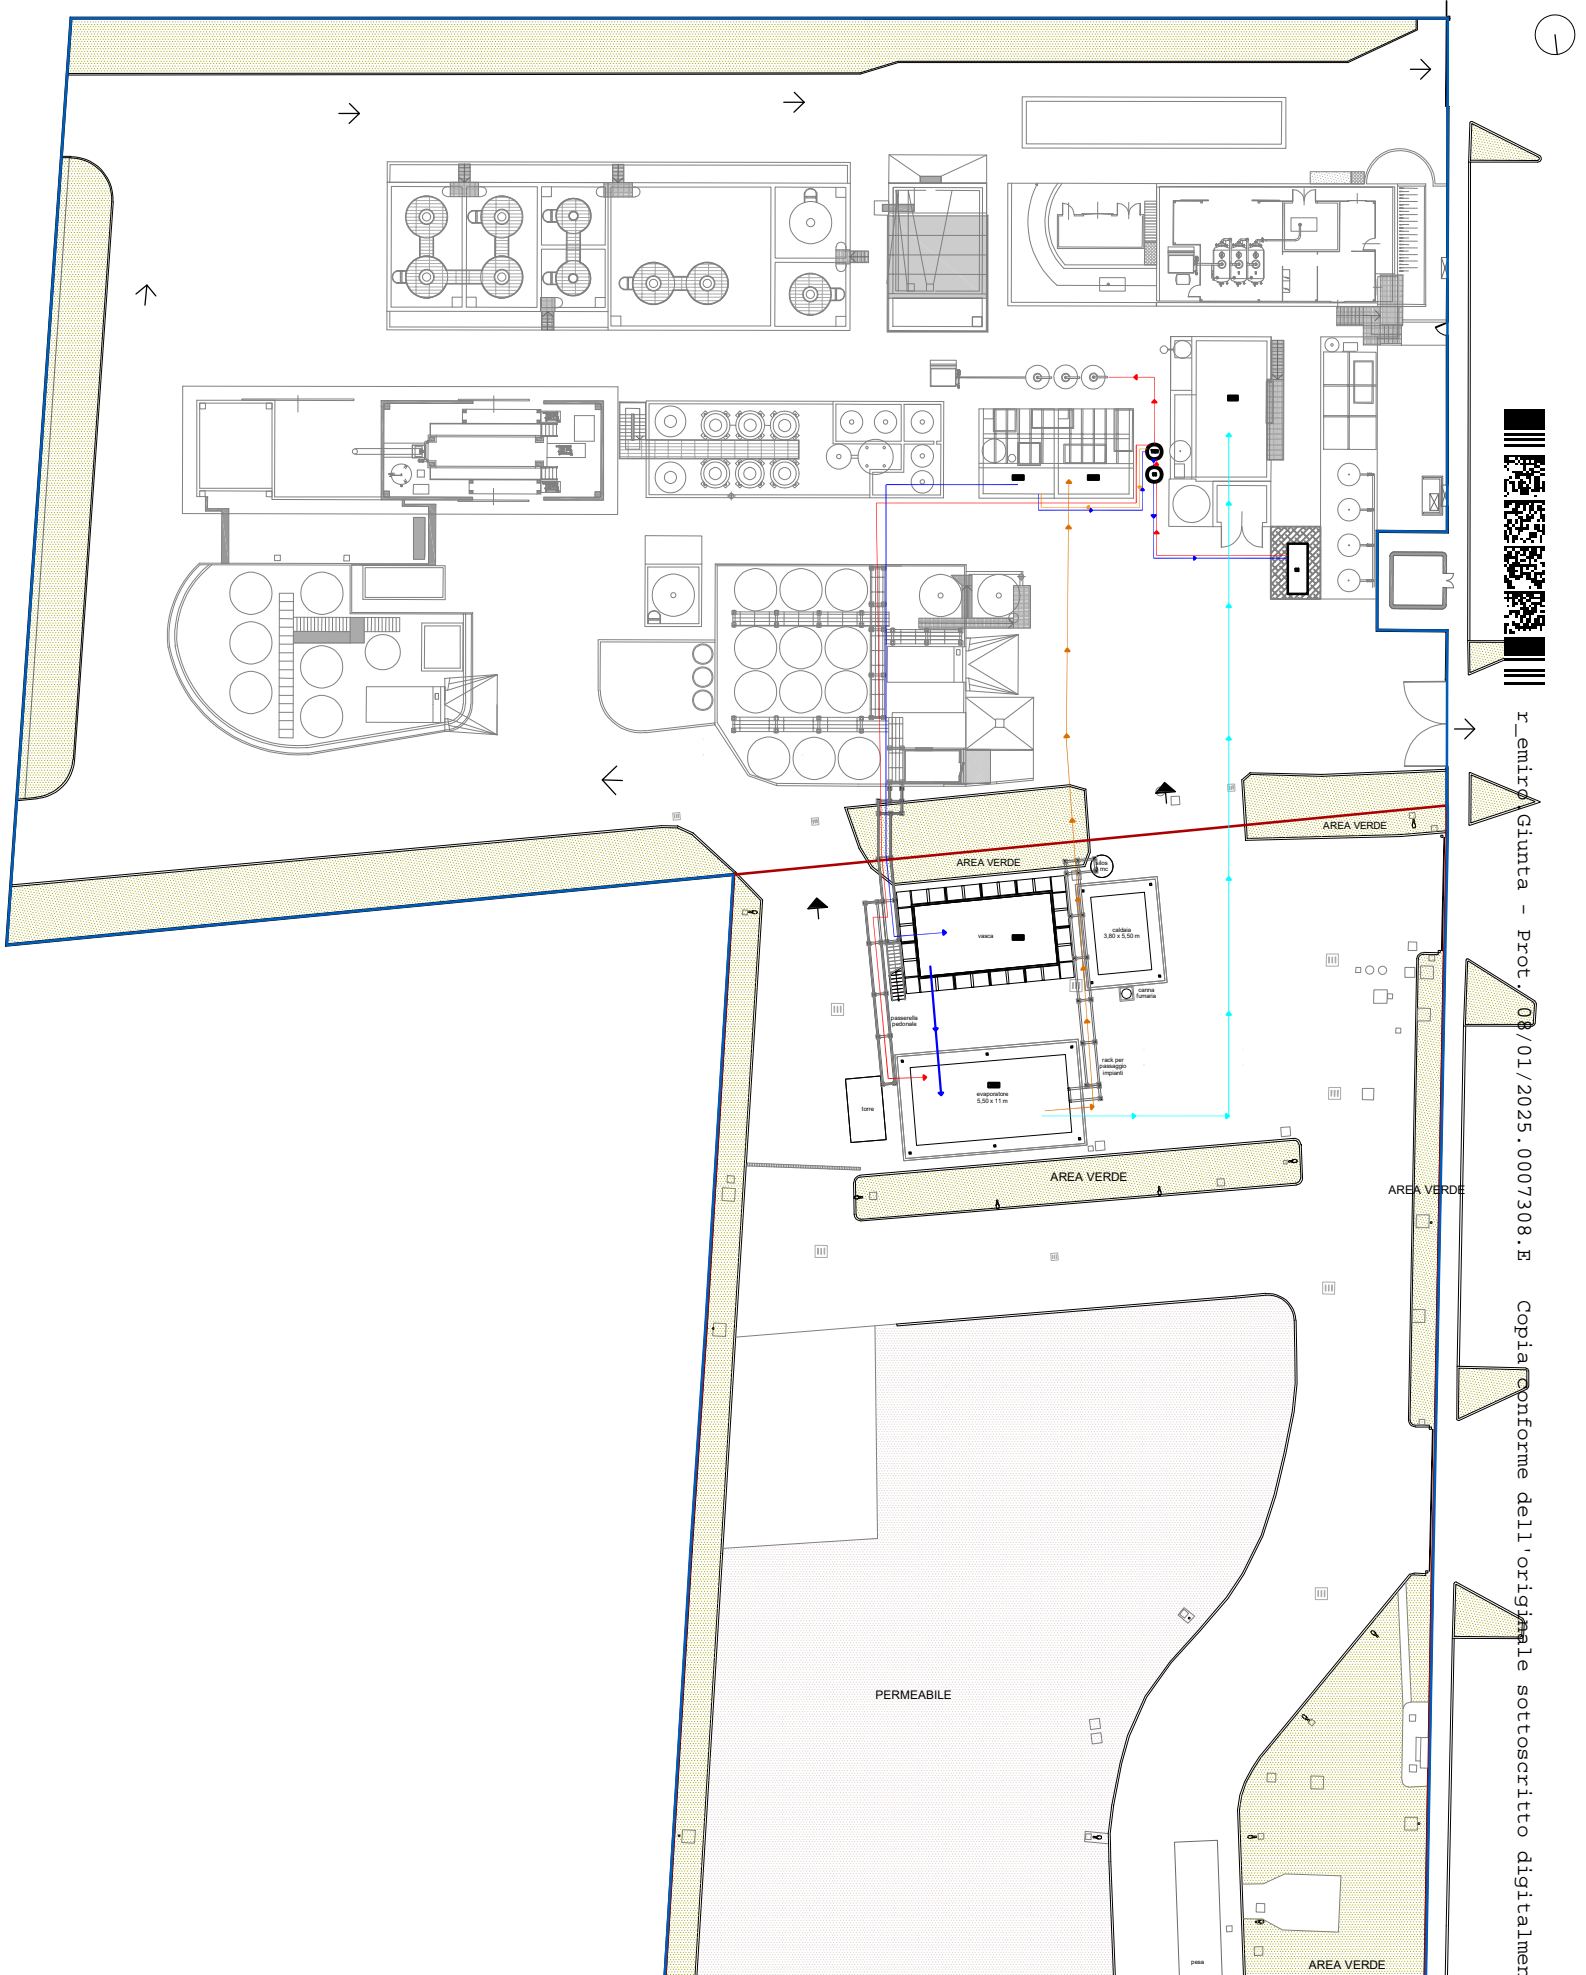 AREA VERDE
AREA VERDE
silos
mc
vasca
caldaia
3,80 x 5,50 m
canna
fumaria
passerella
pedonale
rack per
passaggio
impianti
evaporatore
5,50 x 11 m
torre
AREA VERDE
AREA VERDE
PERMEABILE
pesa
AREA VERDE
r_emiro.Giunta - Prot. 08/01/2025.0007308.E Copia conforme dell'originale sottoscritto digitalmen